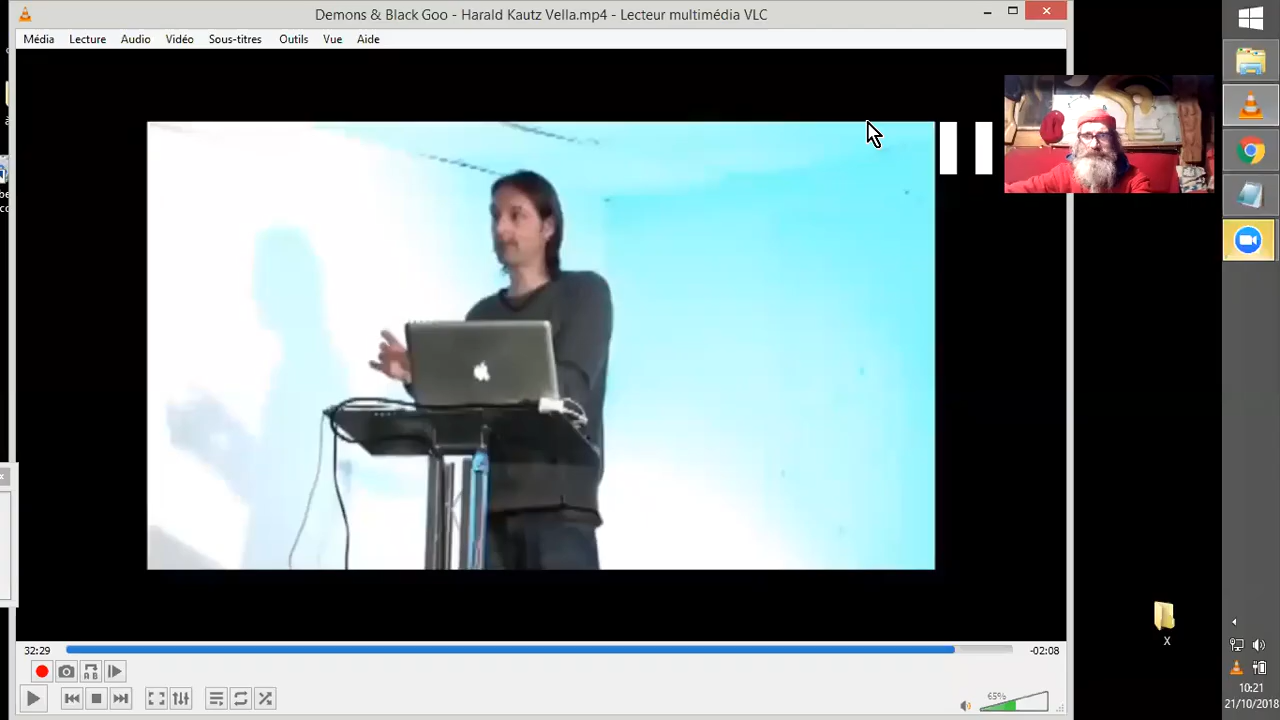 Demons & Black Goo - Harald Kautz Vella.mp4 - Lecteur multimédia VLC
Média Lecture Audio Vidéo Sous-titres Outils Vue Aide
32:29 -02:08
65%
X
10:21
21/10/2018